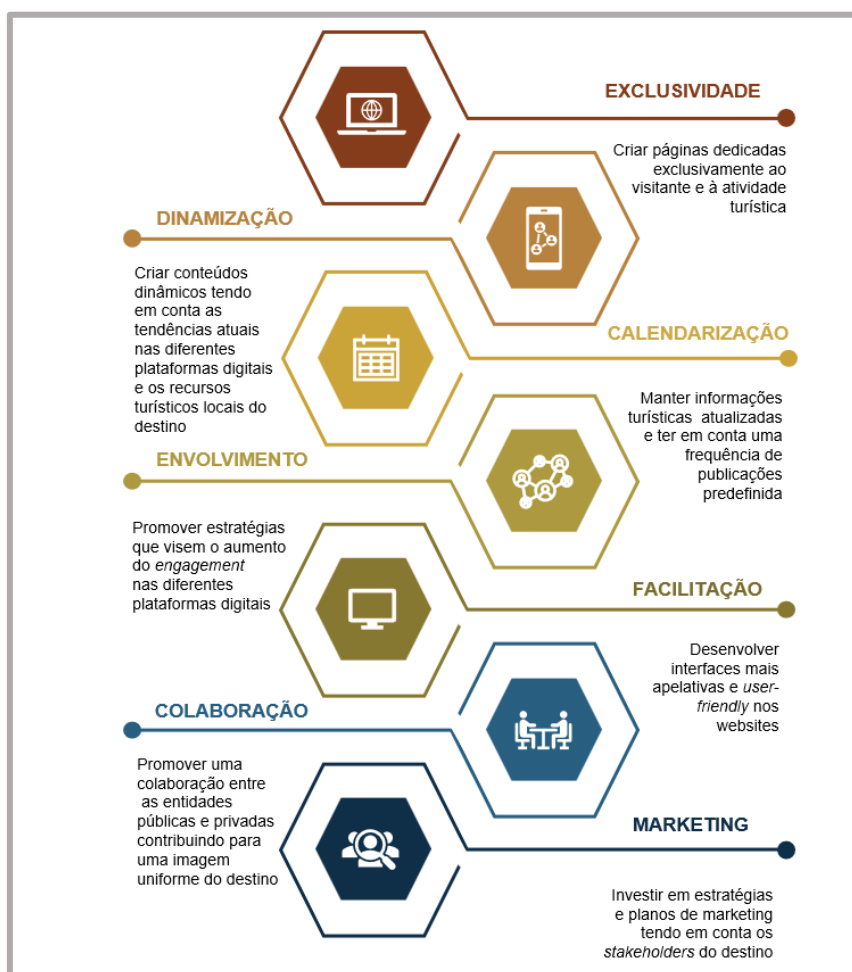 EXCLUSIVIDADE
Criar páginas dedicadas
exclusivamente ao
visitante e à atividade
turística
DINAMIZAÇÃO
Criar conteúdos
dinâmicos tendo
em conta as
tendências atuais
nas diferentes
plataformas digitais
e os recursos
turísticos locais do
destino
CALENDARIZAÇÃO
Manter informações
turísticas atualizadas
e ter em conta uma
frequência de
publicações
predefinida
ENVOLVIMENTO
Promover estratégias
que visem o aumento
do engagement
nas diferentes
plataformas digitais
FACILITAÇÃO
Desenvolver
interfaces mais
apelativas e user-
friendly nos
websites
COLABORAÇÃO
Promover uma
colaboração entre
as entidades
públicas e privadas
contribuindo para
uma imagem
uniforme do destino
MARKETING
Investir em estratégias
e planos de marketing
tendo em conta os
stakeholders do destino